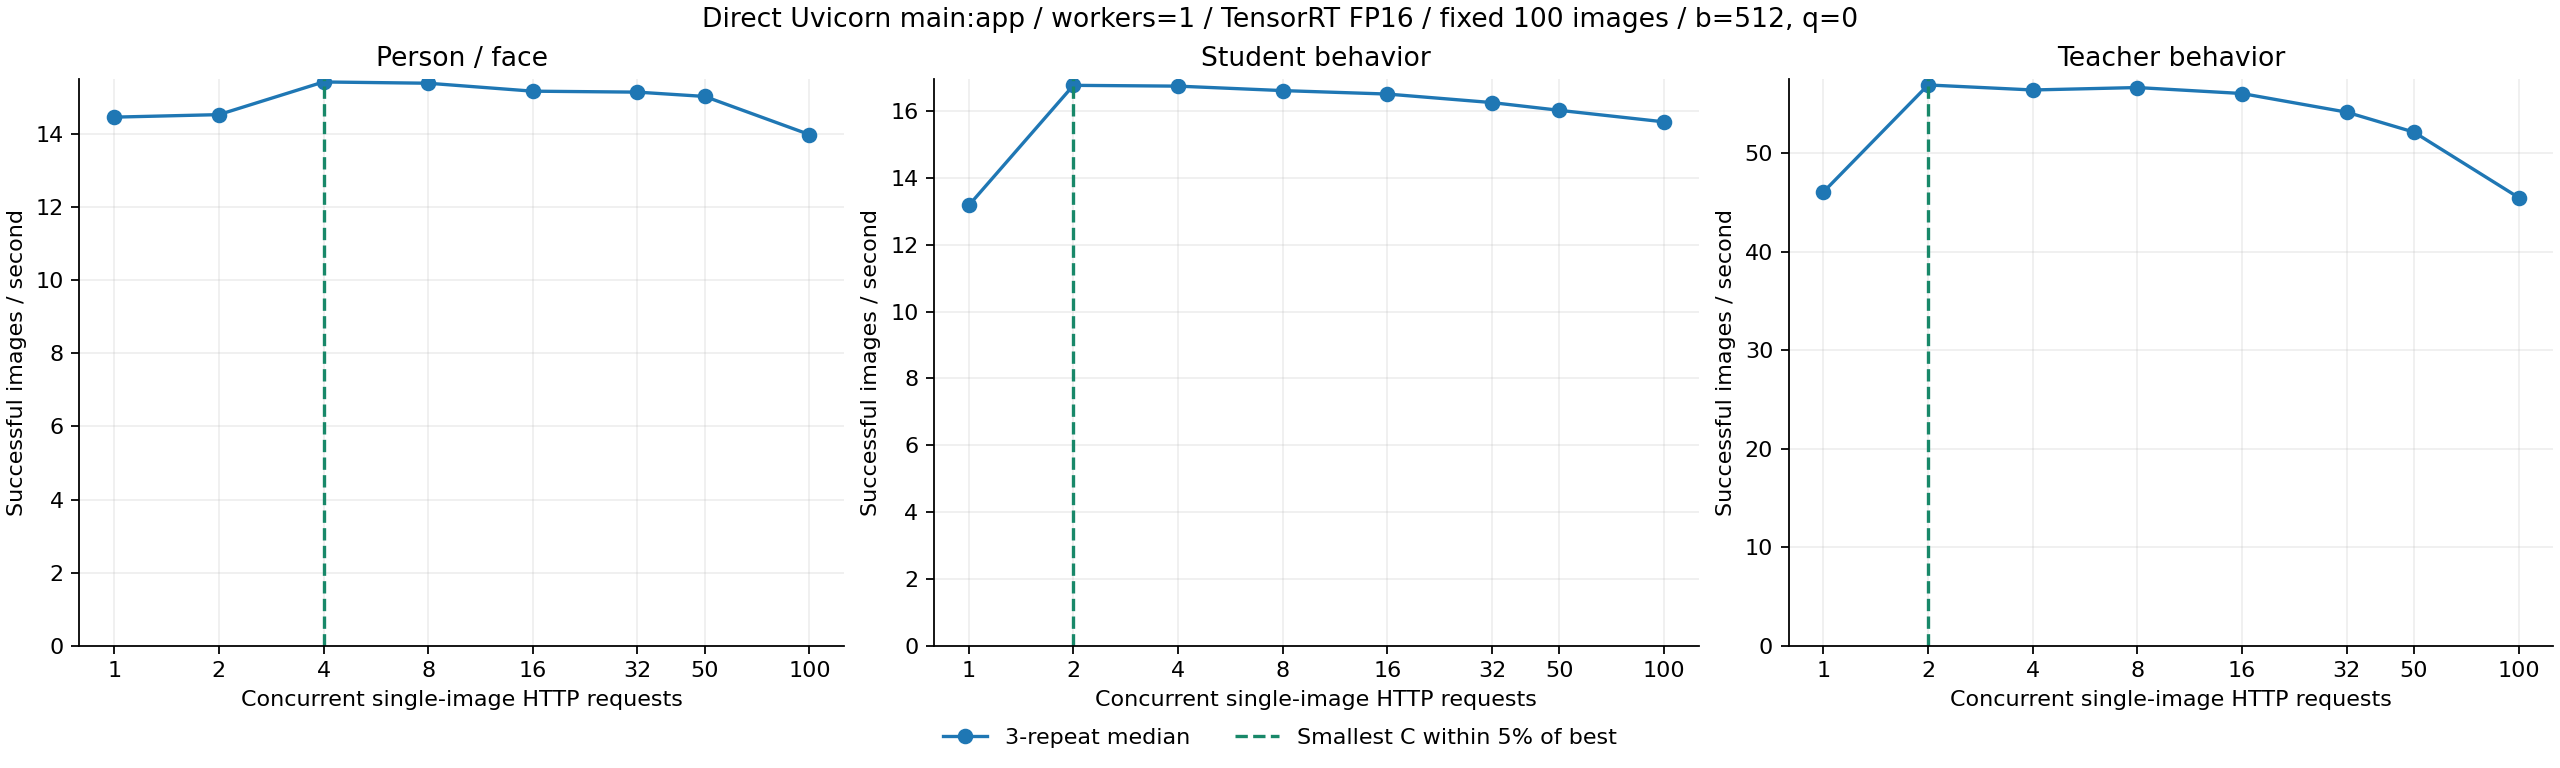 Direct Uvicorn main:app / workers=1 / TensorRT FP16 / fixed 100 images / b=512, q=0
Person / face
Successful images / second
14
12
10
8
6
4
2
0
1 2 4 8 16 32 50 100
Concurrent single-image HTTP requests
Student behavior
Successful images / second
16
14
12
10
8
6
4
2
0
1 2 4 8 16 32 50 100
Concurrent single-image HTTP requests
Teacher behavior
Successful images / second
50
40
30
20
10
0
1 2 4 8 16 32 50 100
Concurrent single-image HTTP requests
3-repeat median
Smallest C within 5% of best